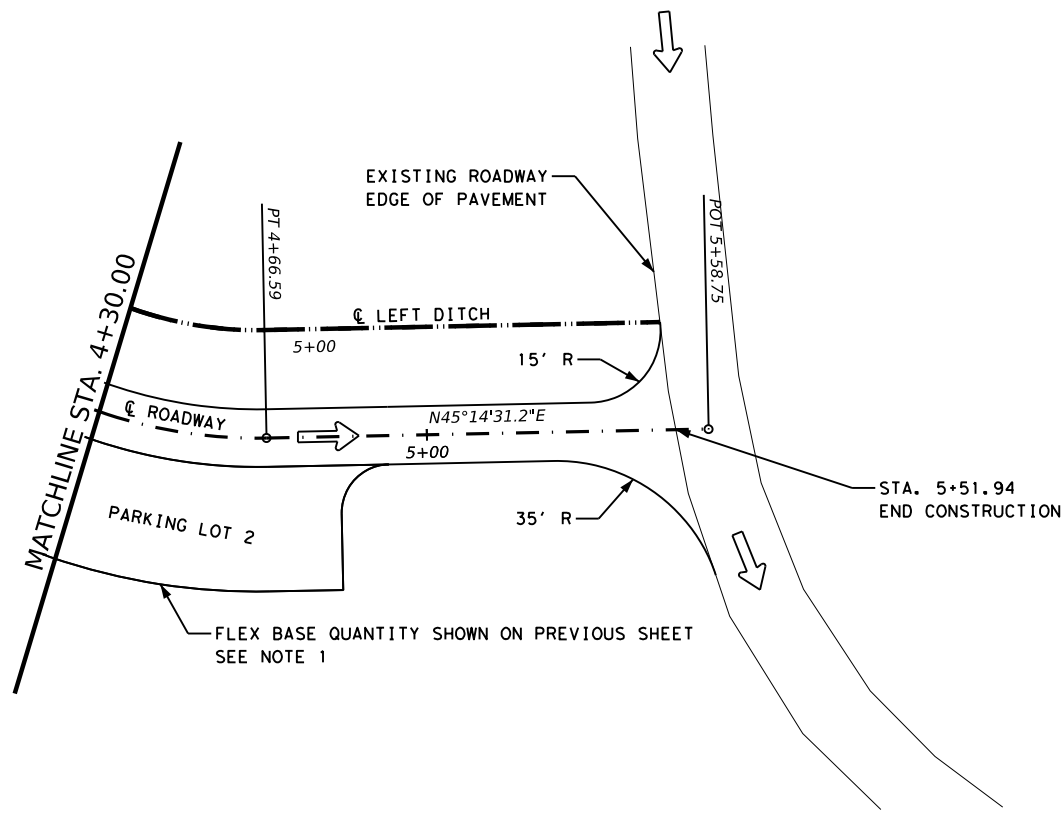 EXISTING ROADWAY
EDGE OF PAVEMENT
PT 4+66.59
POT 5+58.75
MATCHLINE STA. 4+30.00
℄ LEFT DITCH
5+00
15' R
℄ ROADWAY
N45°14'31.2"E
5+00
STA. 5+51.94
END CONSTRUCTION
PARKING LOT 2
35' R
FLEX BASE QUANTITY SHOWN ON PREVIOUS SHEET
SEE NOTE 1